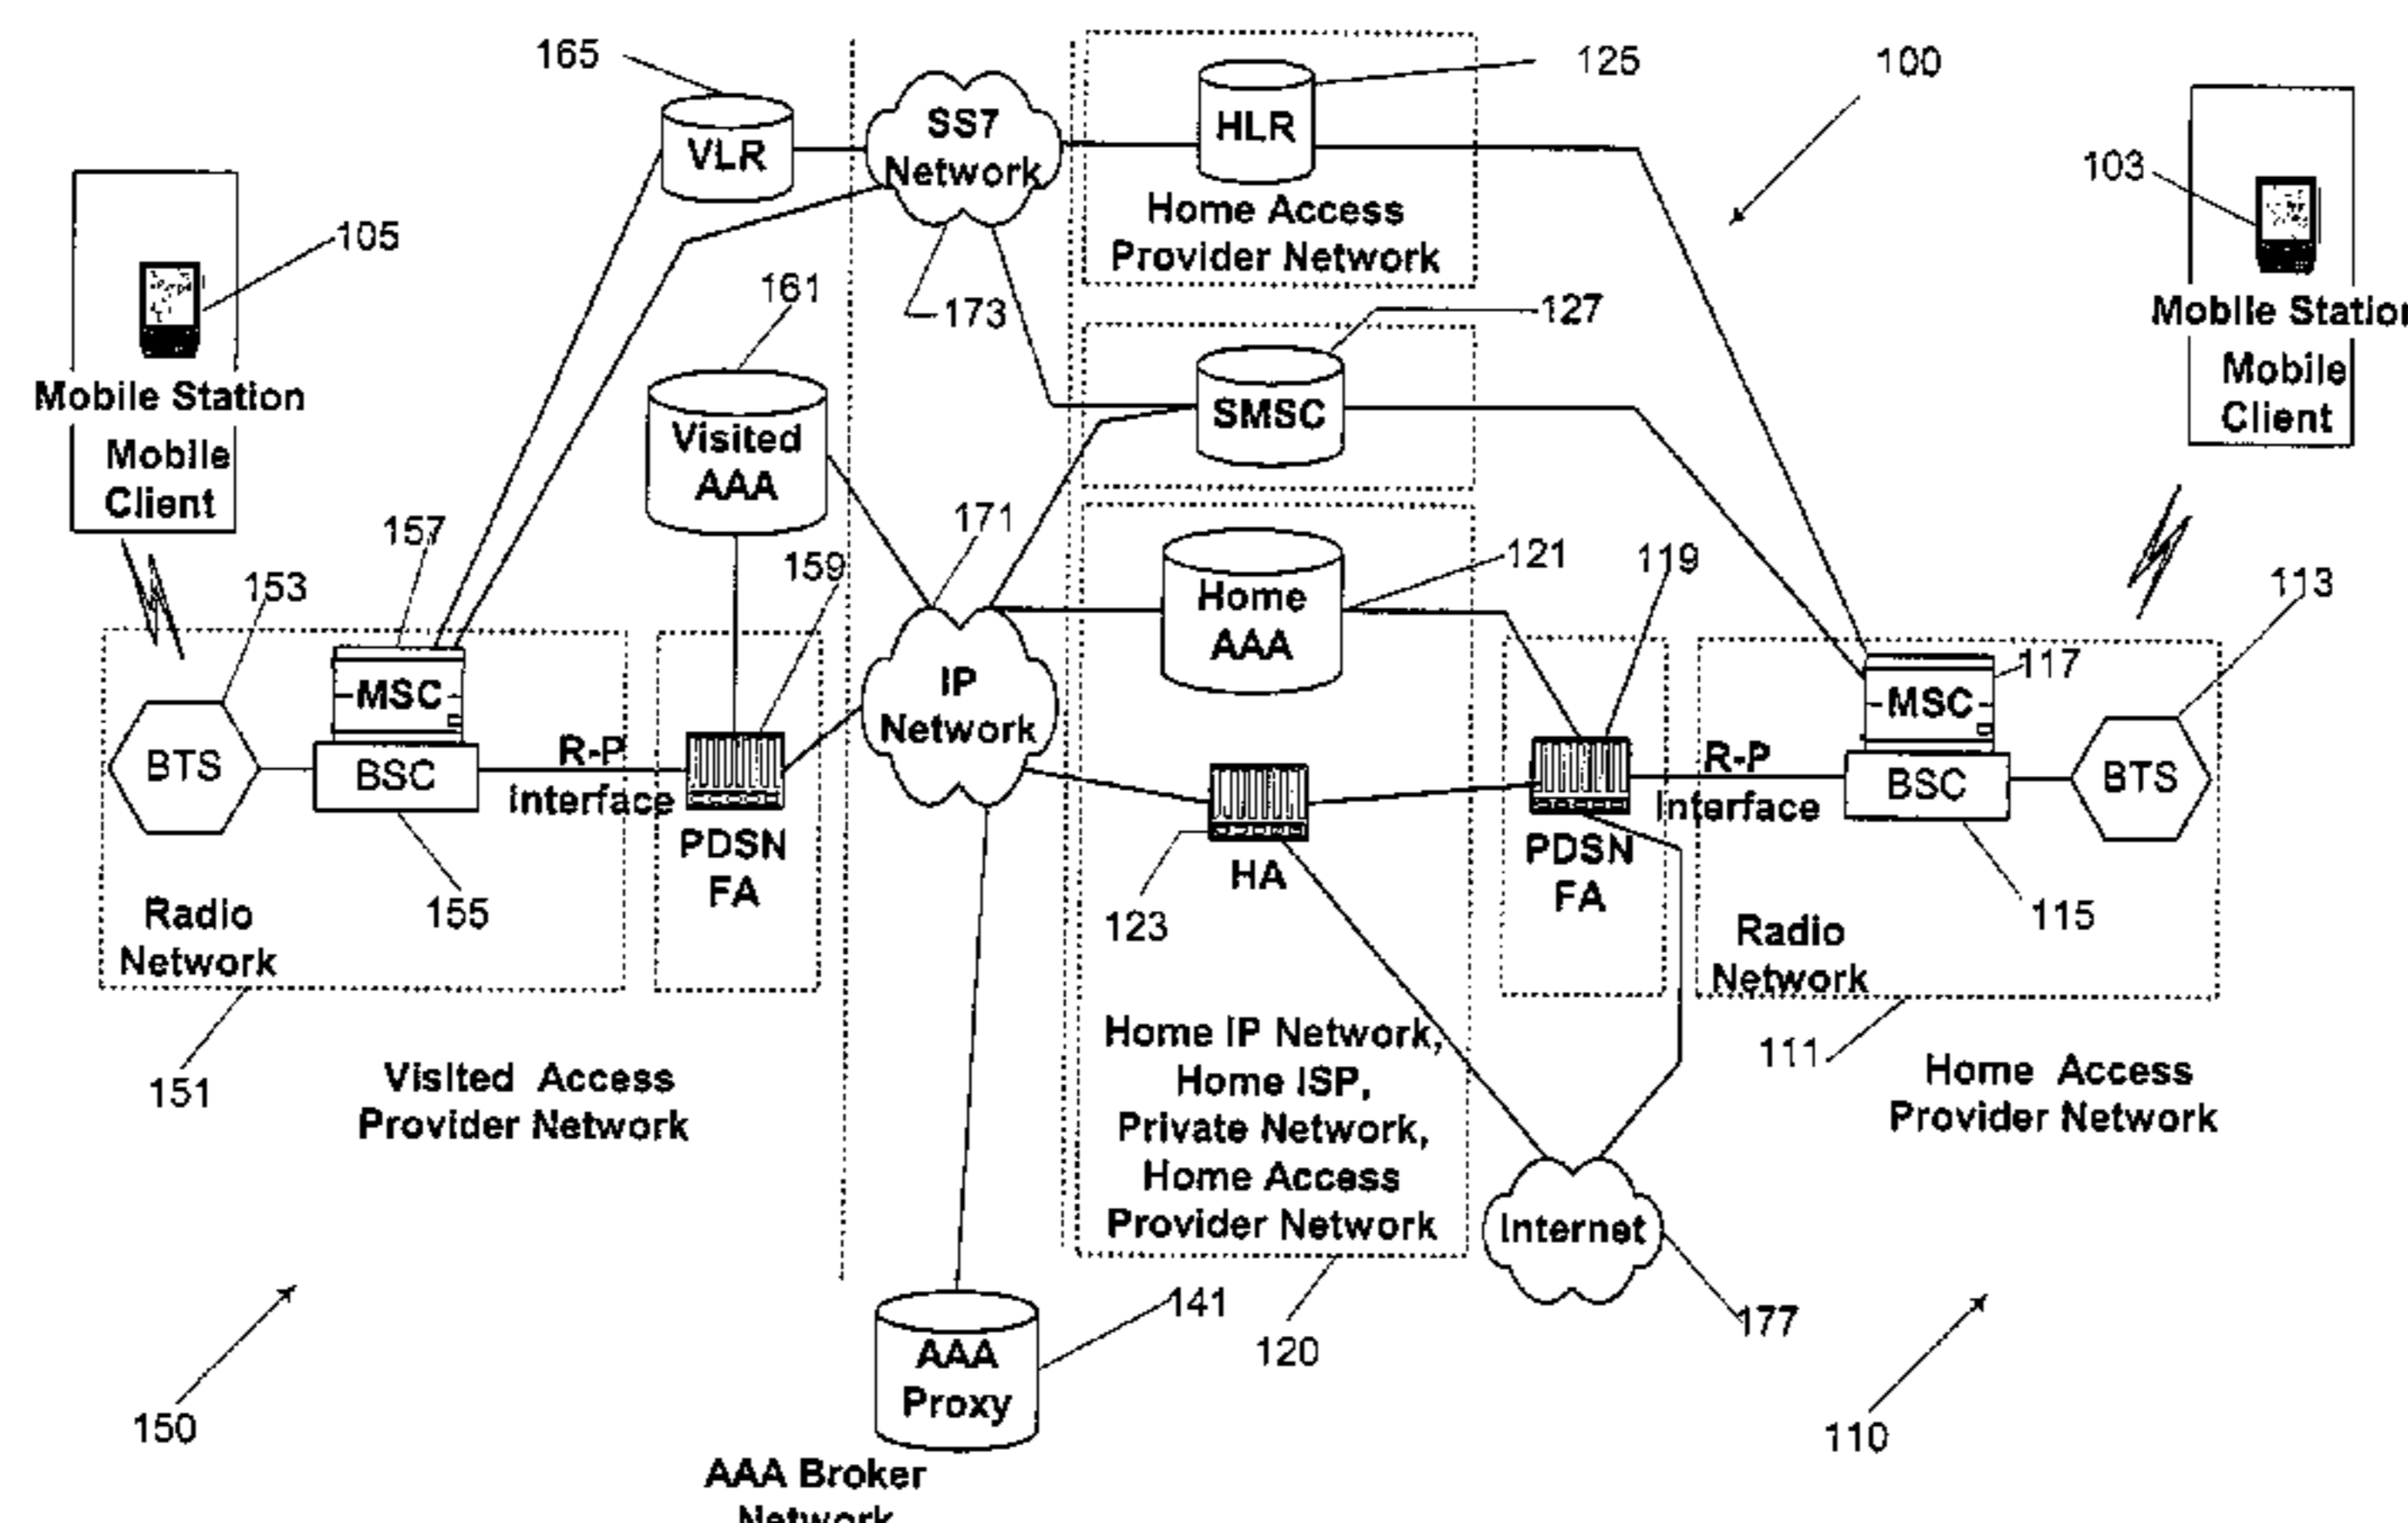 165
125
100
SS7
Network
HLR
VLR
103
105
Home Access
Provider Network
161
173
127
Mobile Station
Mobile
Client
Mobile Station
Mobile
Client
SMSC
Visited
AAA
157
171
159
121
119
153
113
Home
AAA
MSC
IP
Network
117
MSC
BTS
BSC
R-P
Interface
R-P
Interface
BSC
BTS
PDSN
FA
HA
PDSN
FA
155
123
115
Radio
Network
Radio
Network
151
111
Visited Access
Provider Network
Home IP Network,
Home ISP,
Private Network,
Home Access
Provider Network
Home Access
Provider Network
Internet
141
177
120
AAA
Proxy
150
110
AAA Broker
Network